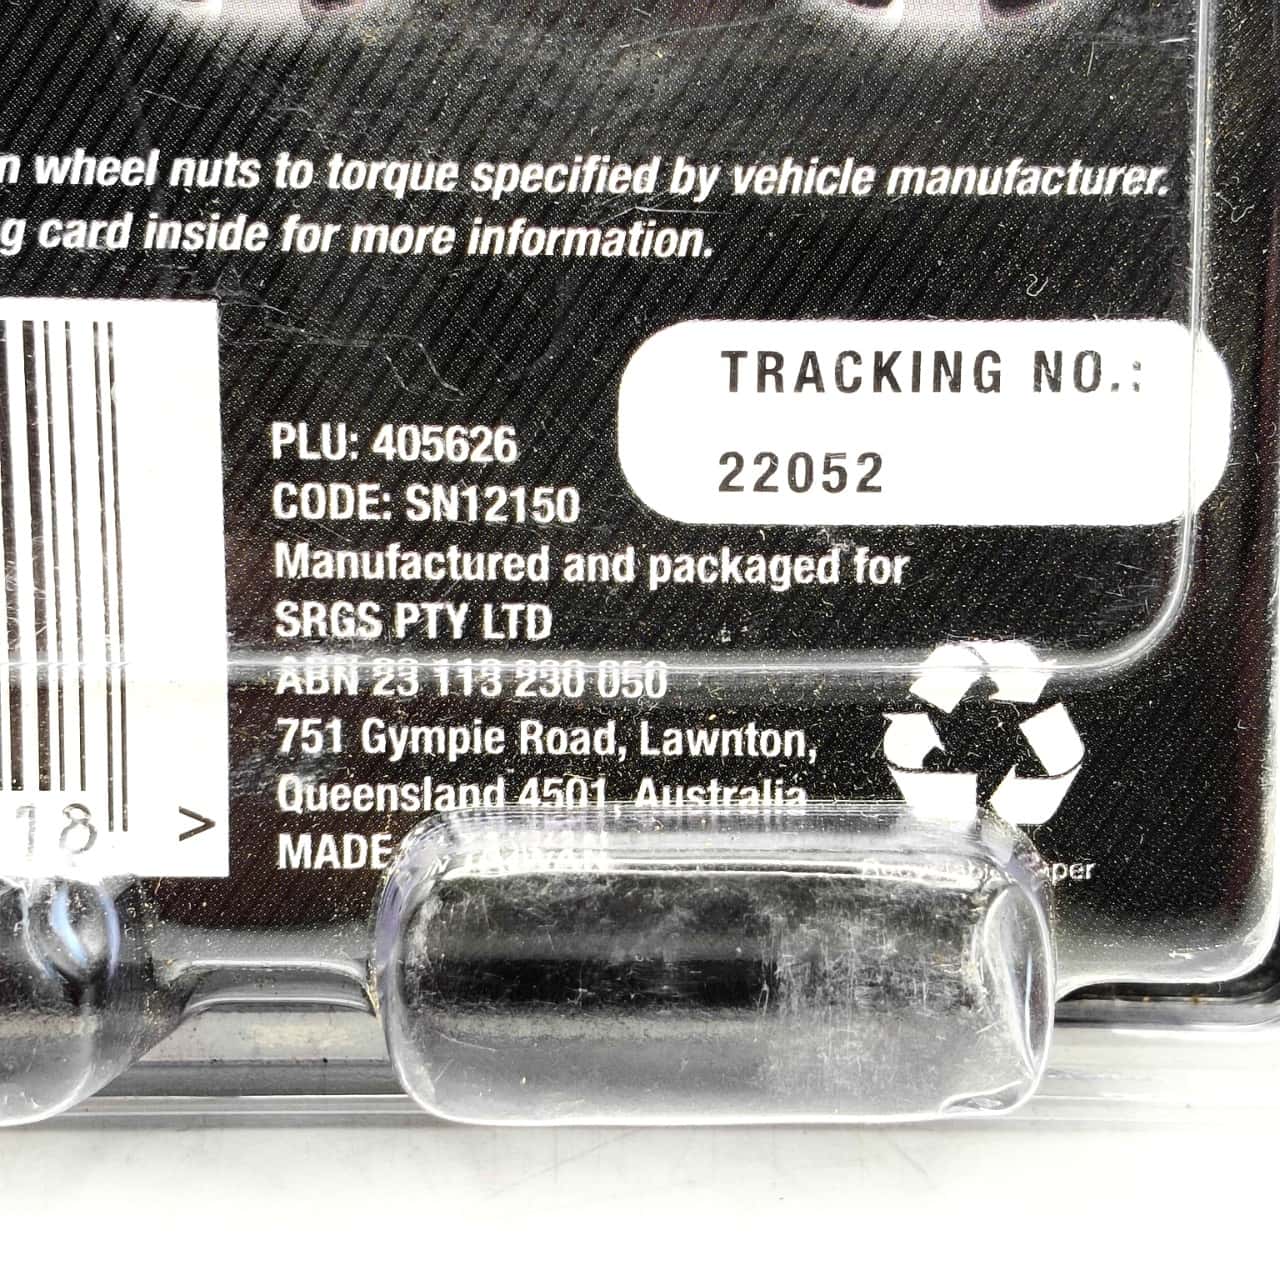 n wheel nuts to torque specified by vehicle manufacturer.
g card inside for more information.
TRACKING NO.:
22052
PLU: 405626
CODE: SN12150
Manufactured and packaged for
SRGS PTY LTD
ABN 23 113 230 050
751 Gympie Road, Lawnton,
Queensland 4501, Australia
MADE TAIWAN
18 >